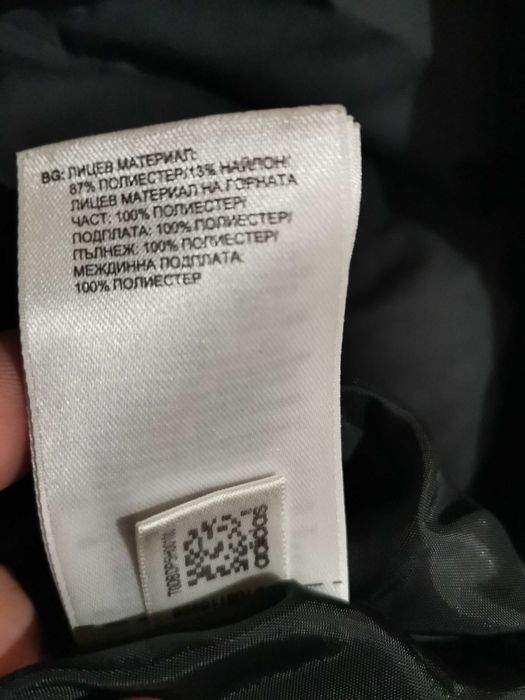 BG: ЛИЦЕВ МАТЕРИАЛ:
87% ПОЛИЕСТЕР/13% НАЙЛОН/
ЛИЦЕВ МАТЕРИАЛ НА ГОРНАТА
ЧАСТ: 100% ПОЛИЕСТЕР/
ПОДПЛАТА: 100% ПОЛИЕСТЕР/
ПЪЛНЕЖ: 100% ПОЛИЕСТЕР/
МЕЖДИННА ПОДПЛАТА:
100% ПОЛИЕСТЕР
adidas